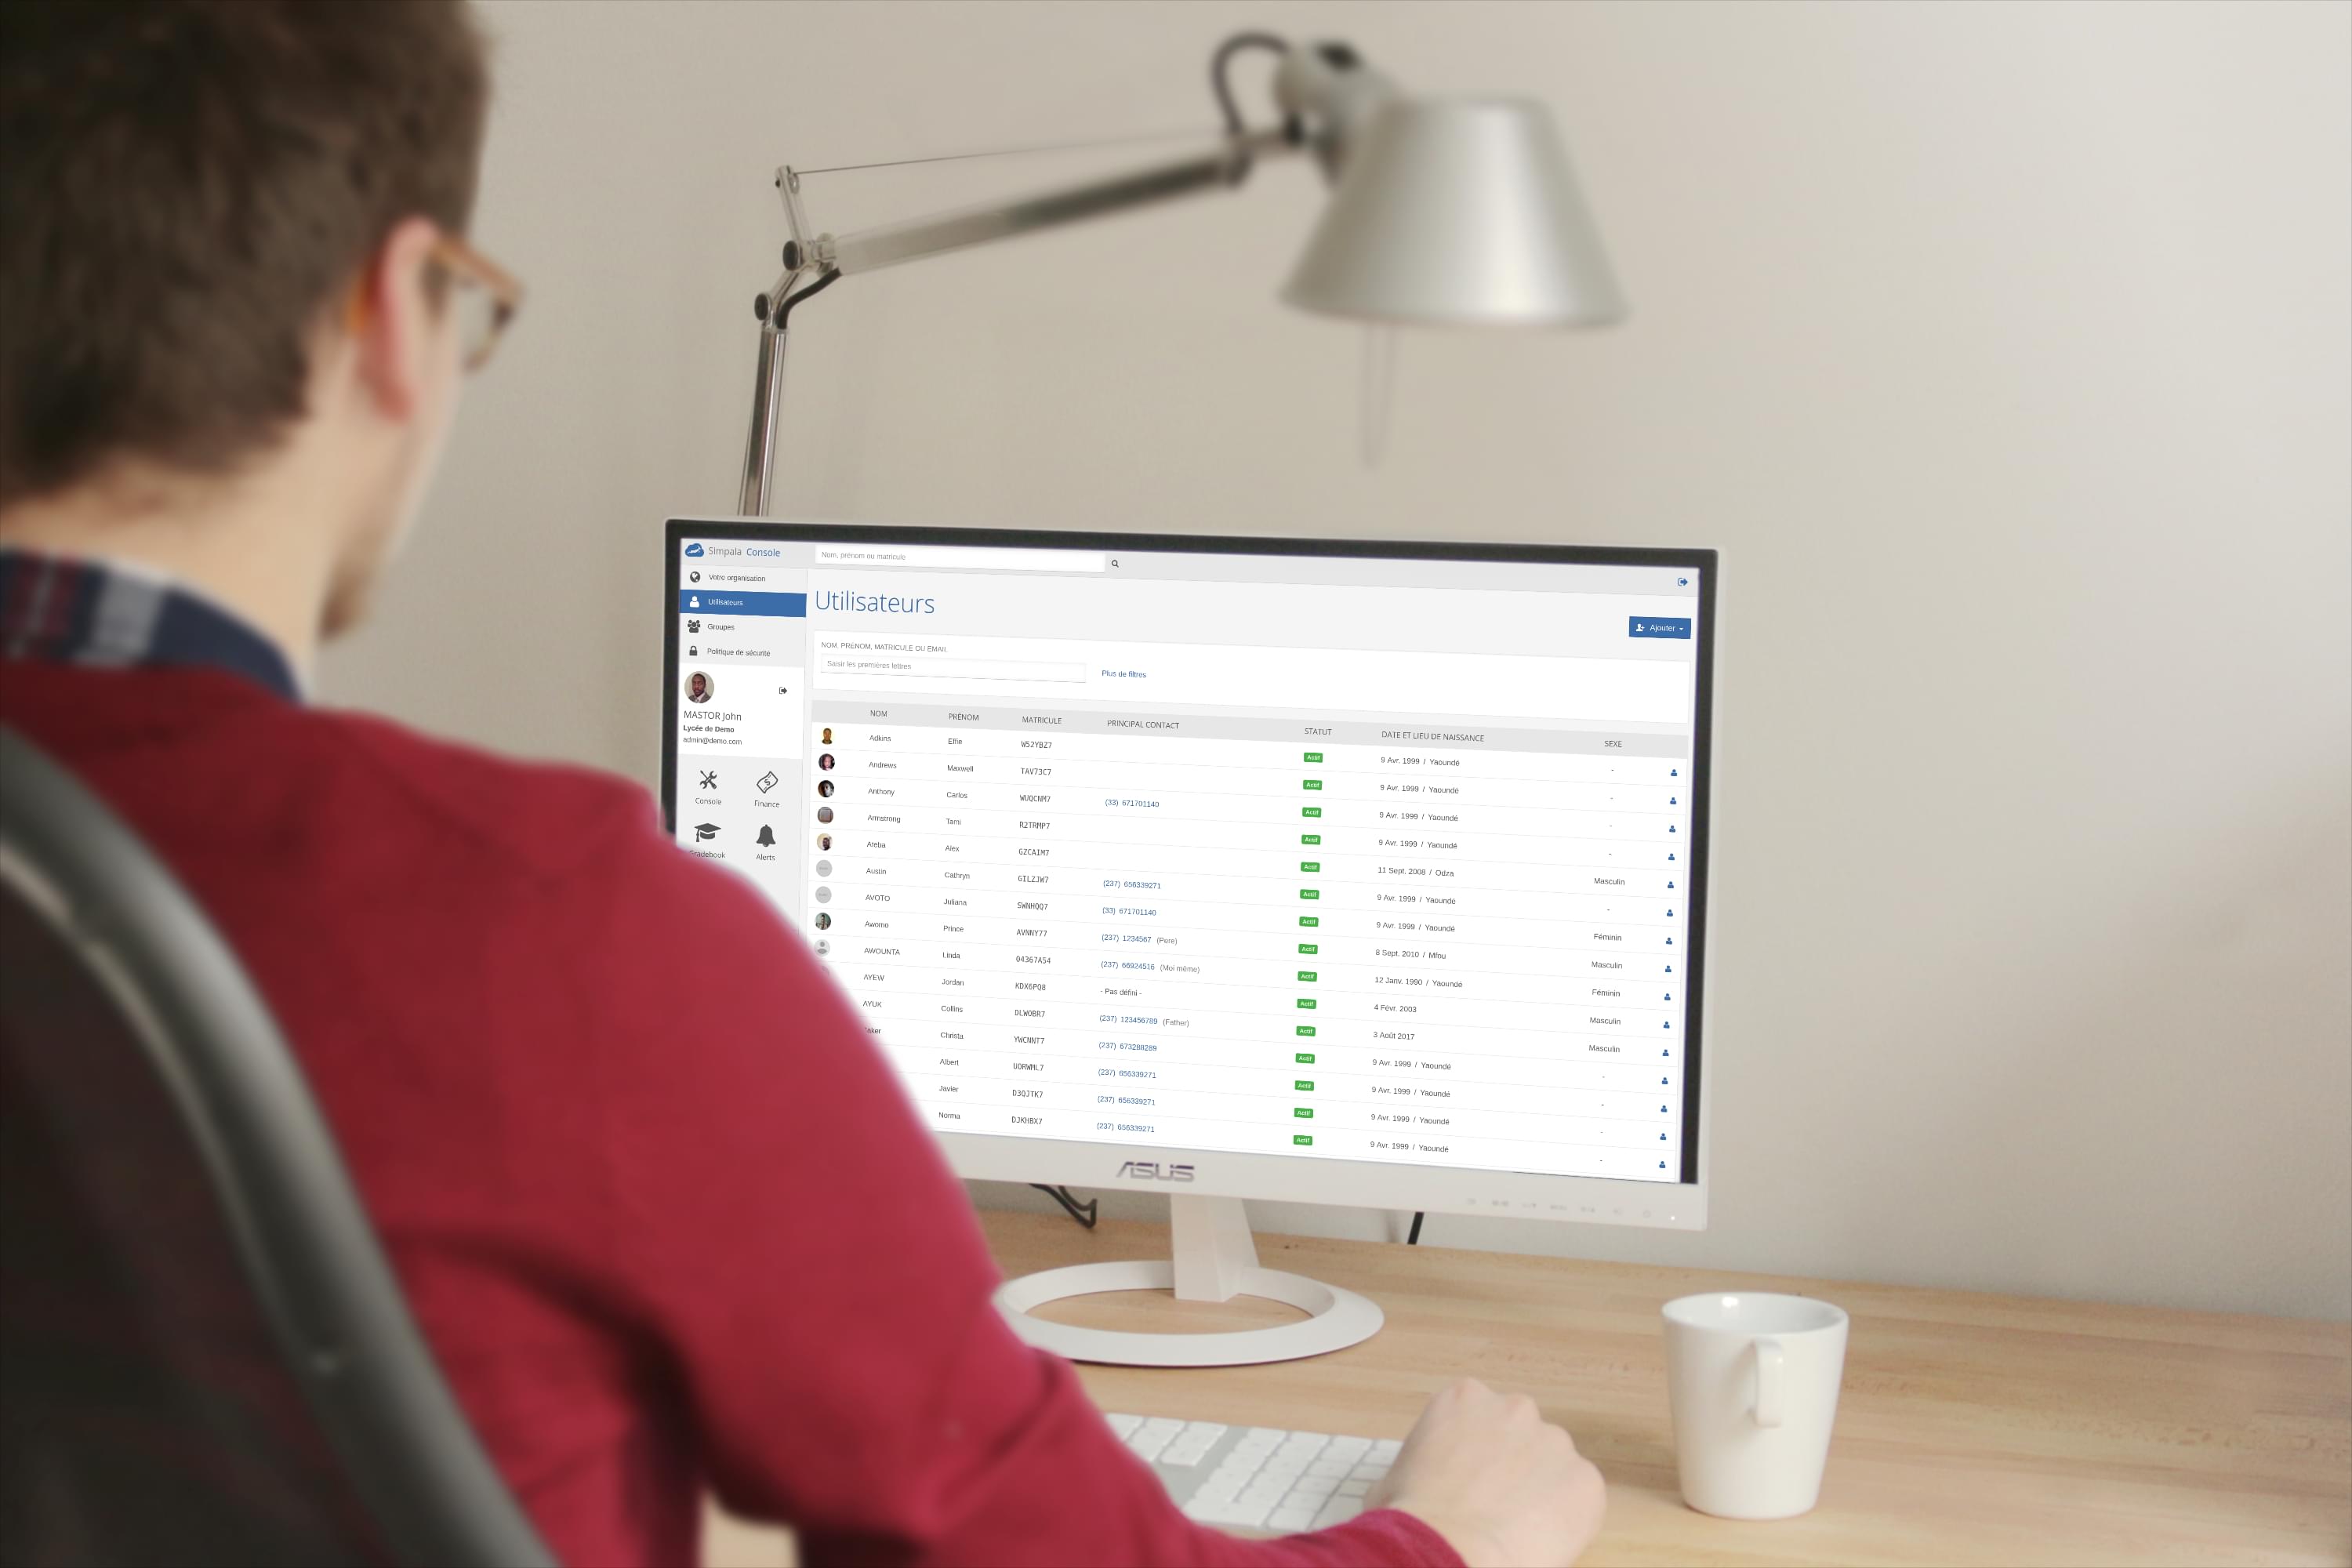 Simpala Console
Nom, prénom ou matricule
Votre organisation
Utilisateurs
Groupes
Politique de sécurité
MASTOR John
Lycée de Demo
admin@demo.com
Console Finance
Gradebook Alerts
Utilisateurs
Ajouter
NOM, PRÉNOM, MATRICULE OU EMAIL
Saisir les premières lettres Plus de filtres
NOM PRÉNOM MATRICULE PRINCIPAL CONTACT STATUT DATE ET LIEU DE NAISSANCE SEXE
Adkins Effie W52YBZ7 Actif 9 Avr. 1999 / Yaoundé -
Andrews Maxwell TAV73C7 Actif 9 Avr. 1999 / Yaoundé -
Anthony Carlos WUQCNM7 (33) 671701140 Actif 9 Avr. 1999 / Yaoundé -
Armstrong Tami R2TRMP7 Actif 9 Avr. 1999 / Yaoundé -
Ateba Alex GZCAIM7 Actif 11 Sept. 2008 / Odza Masculin
Austin Cathryn GILZJW7 (237) 656339271 Actif 9 Avr. 1999 / Yaoundé -
AVOTO Juliana SWNHQQ7 (33) 671701140 Actif 9 Avr. 1999 / Yaoundé Féminin
Awomo Prince AVNNY77 (237) 1234567 (Pere) Actif 8 Sept. 2010 / Mfou Masculin
AWOUNTA Linda 04367A54 (237) 66924516 (Moi même) Actif 12 Janv. 1990 / Yaoundé Féminin
AYEW Jordan KDX6PQ8 - Pas défini - Actif 4 Févr. 2003 Masculin
AYUK Collins DLWOBR7 (237) 123456789 (Father) Actif 3 Août 2017 Masculin
aker Christa YWCNNT7 (237) 673288289 Actif 9 Avr. 1999 / Yaoundé -
Albert UORWML7 (237) 656339271 Actif 9 Avr. 1999 / Yaoundé -
Javier D3QJTK7 (237) 656339271 Actif 9 Avr. 1999 / Yaoundé -
Norma DJKHBX7 (237) 656339271 Actif 9 Avr. 1999 / Yaoundé -
ASUS